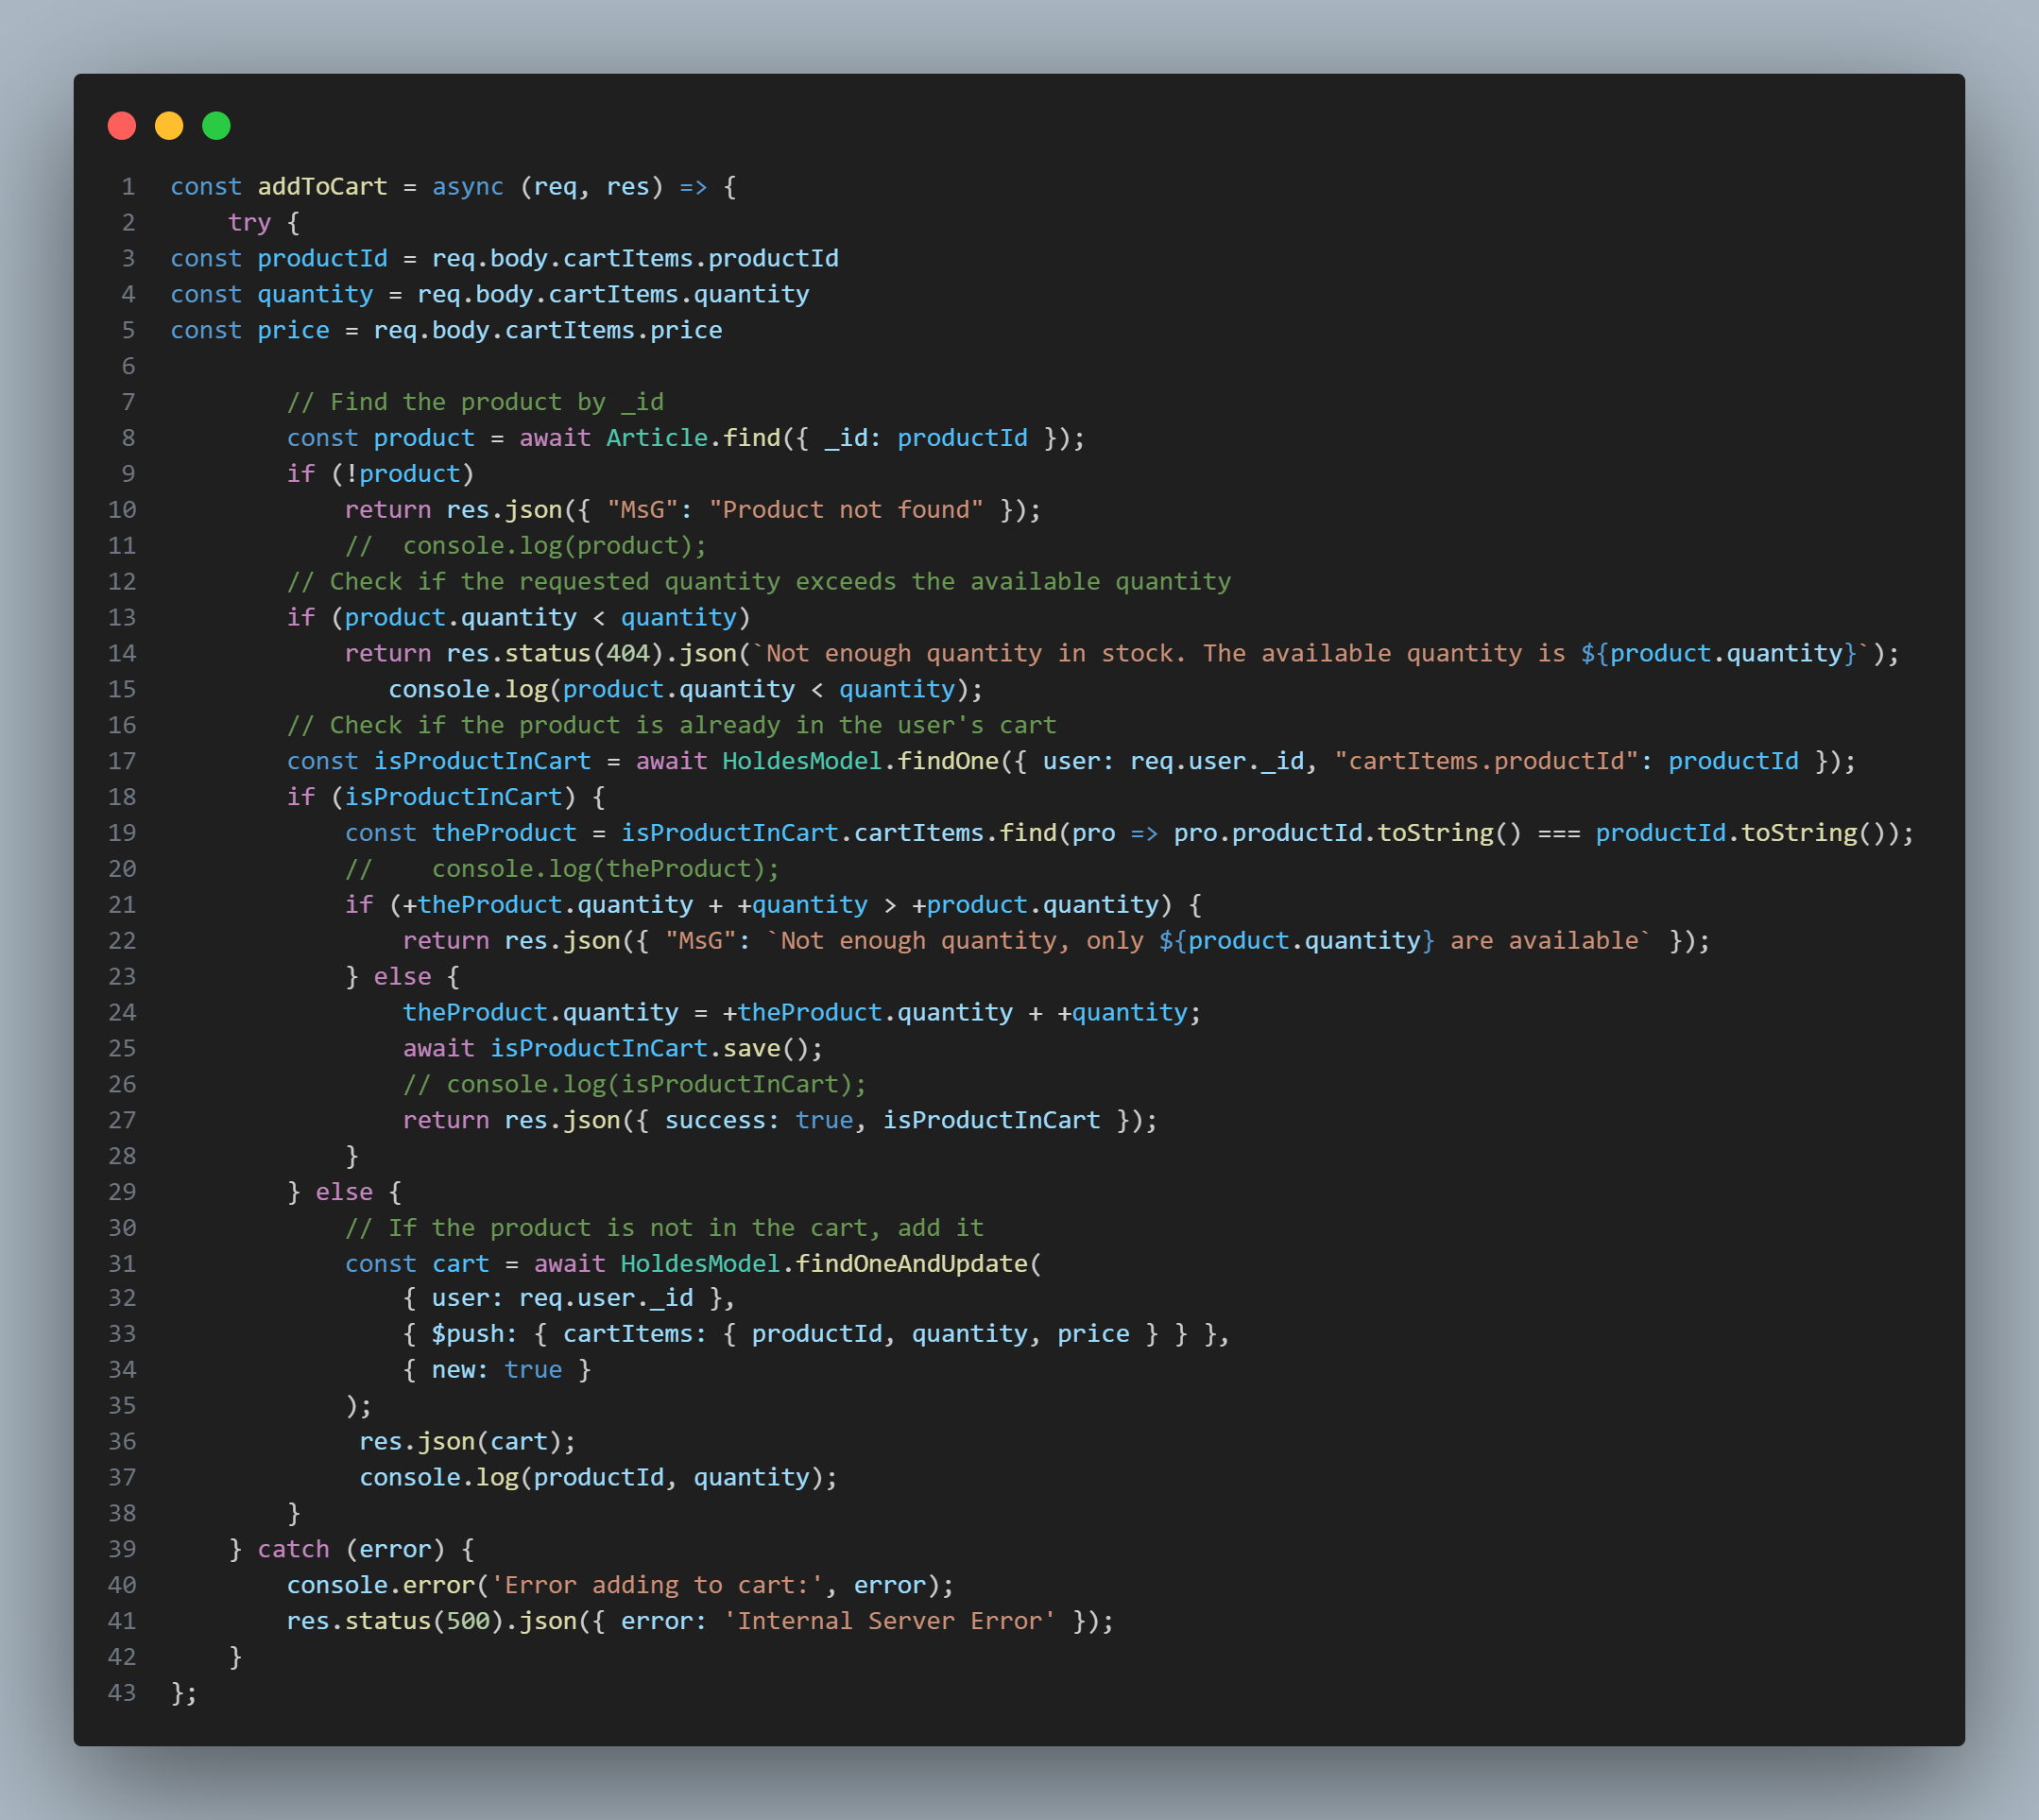 1 const addToCart = async (req, res) => {
2     try {
3 const productId = req.body.cartItems.productId
4 const quantity = req.body.cartItems.quantity
5 const price = req.body.cartItems.price
6
7         // Find the product by _id
8         const product = await Article.find({ _id: productId });
9         if (!product)
10             return res.json({ "MsG": "Product not found" });
11             //  console.log(product);
12         // Check if the requested quantity exceeds the available quantity
13         if (product.quantity < quantity)
14             return res.status(404).json(`Not enough quantity in stock. The available quantity is ${product.quantity}`);
15                console.log(product.quantity < quantity);
16         // Check if the product is already in the user's cart
17         const isProductInCart = await HoldesModel.findOne({ user: req.user._id, "cartItems.productId": productId });
18         if (isProductInCart) {
19             const theProduct = isProductInCart.cartItems.find(pro => pro.productId.toString() === productId.toString());
20             //    console.log(theProduct);
21             if (+theProduct.quantity + +quantity > +product.quantity) {
22                 return res.json({ "MsG": `Not enough quantity, only ${product.quantity} are available` });
23             } else {
24                 theProduct.quantity = +theProduct.quantity + +quantity;
25                 await isProductInCart.save();
26                 // console.log(isProductInCart);
27                 return res.json({ success: true, isProductInCart });
28             }
29         } else {
30             // If the product is not in the cart, add it
31             const cart = await HoldesModel.findOneAndUpdate(
32                 { user: req.user._id },
33                 { $push: { cartItems: { productId, quantity, price } } },
34                 { new: true }
35             );
36              res.json(cart);
37              console.log(productId, quantity);
38         }
39     } catch (error) {
40         console.error('Error adding to cart:', error);
41         res.status(500).json({ error: 'Internal Server Error' });
42     }
43 };